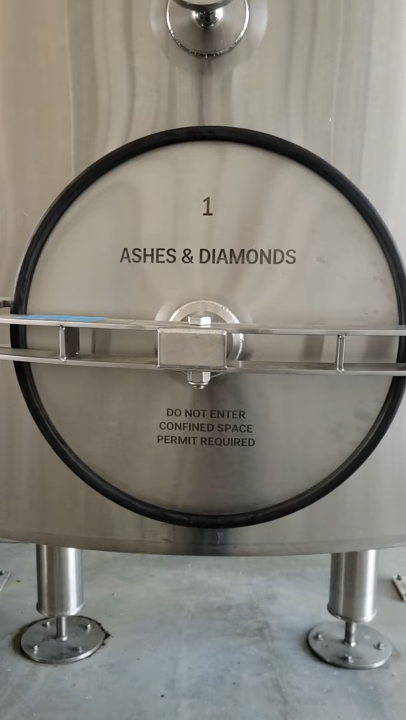 1
ASHES & DIAMONDS
DO NOT ENTER
CONFINED SPACE
PERMIT REQUIRED